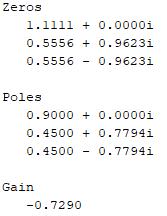 Zeros
1.1111 + 0.0000i
0.5556 + 0.9623i
0.5556 - 0.9623i
Poles
0.9000 + 0.0000i
0.4500 + 0.7794i
0.4500 - 0.7794i
Gain
-0.7290